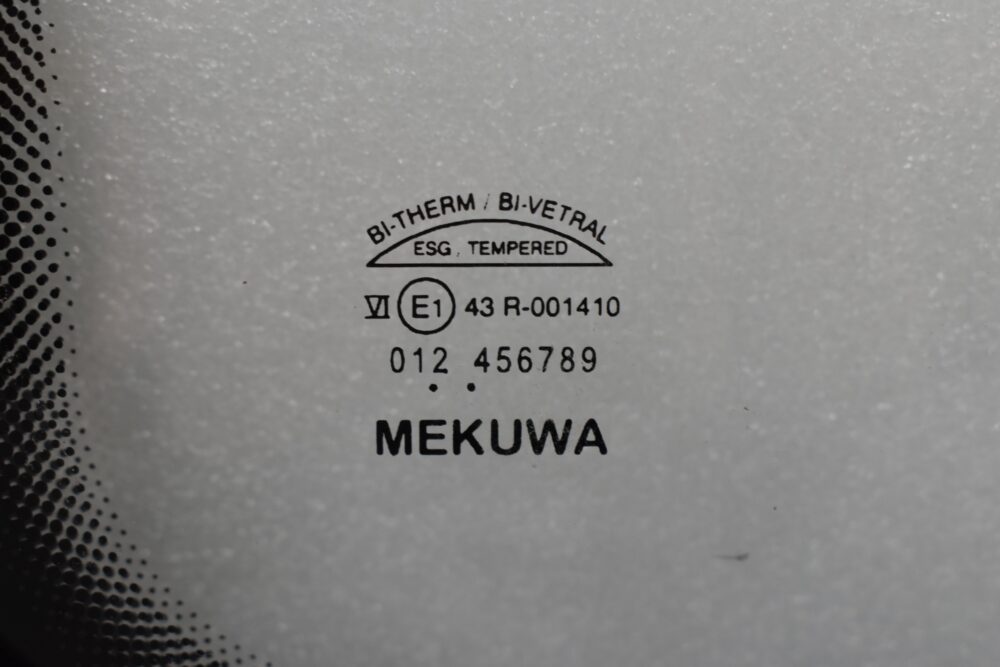 BI-THERM / BI-VETRAL
ESG, TEMPERED
VI E1 43 R-001410
012 456789
MEKUWA